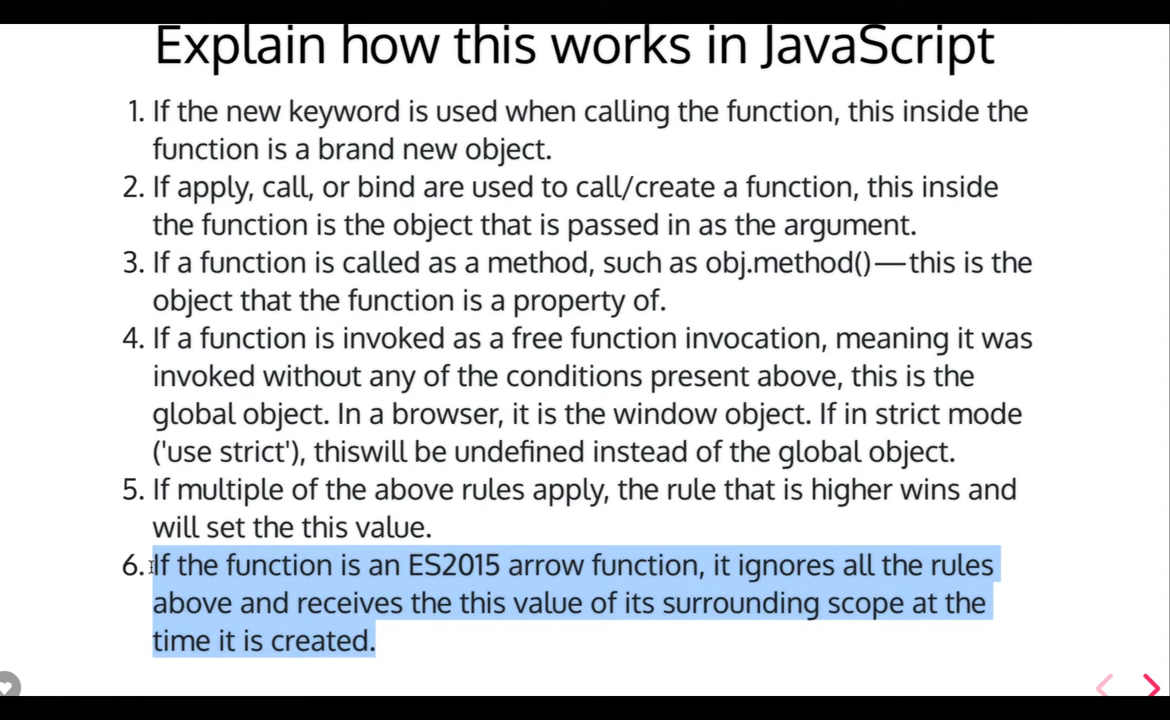 Explain how this works in JavaScript
1. If the new keyword is used when calling the function, this inside the
function is a brand new object.
2. If apply, call, or bind are used to call/create a function, this inside
the function is the object that is passed in as the argument.
3. If a function is called as a method, such as obj.method()—this is the
object that the function is a property of.
4. If a function is invoked as a free function invocation, meaning it was
invoked without any of the conditions present above, this is the
global object. In a browser, it is the window object. If in strict mode
('use strict'), thiswill be undefined instead of the global object.
5. If multiple of the above rules apply, the rule that is higher wins and
will set the this value.
6. If the function is an ES2015 arrow function, it ignores all the rules
above and receives the this value of its surrounding scope at the
time it is created.